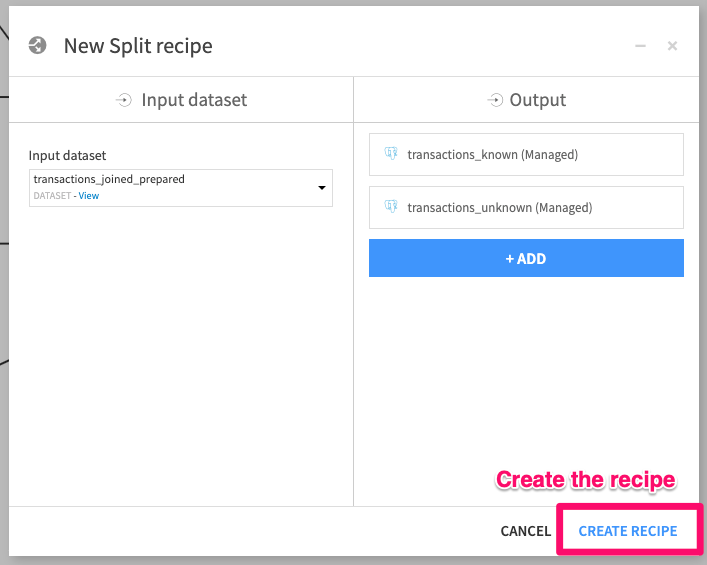 New Split recipe
Input dataset
Output
Input dataset
transactions_joined_prepared
DATASET - View
transactions_known (Managed)
transactions_unknown (Managed)
+ ADD
Create the recipe
CANCEL
CREATE RECIPE